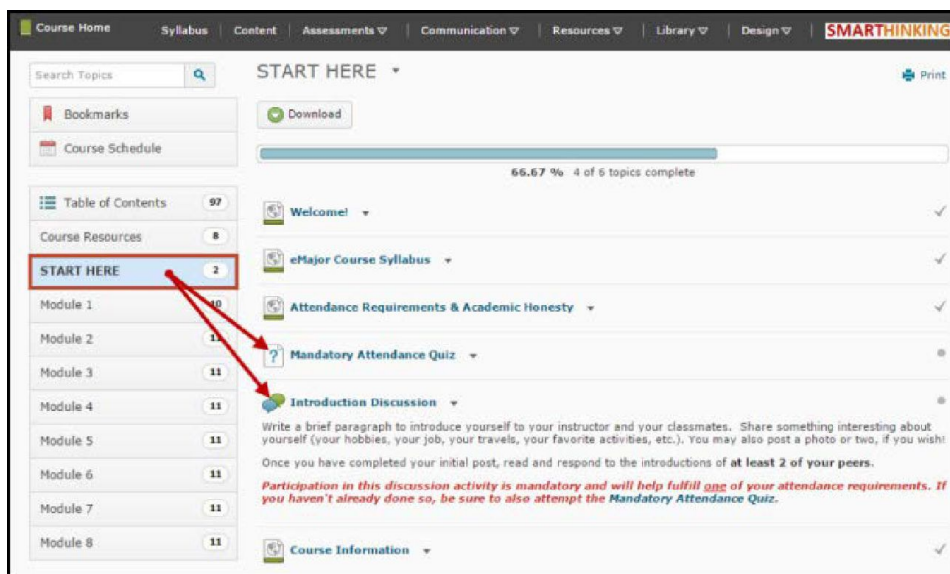 Course Home Syllabus Content Assessments Communication Resources Library Design SMARTHINKING
Search Topics
Bookmarks
Course Schedule
Table of Contents 97
Course Resources 8
START HERE 2
Module 1 10
Module 2 11
Module 3 11
Module 4 11
Module 5 11
Module 6 11
Module 7 11
Module 8 11
START HERE
Print
Download
66.67 % 4 of 6 topics complete
Welcome!
eMajor Course Syllabus
Attendance Requirements & Academic Honesty
? Mandatory Attendance Quiz
Introduction Discussion
Write a brief paragraph to introduce yourself to your instructor and your classmates. Share something interesting about
yourself (your hobbies, your job, your travels, your favorite activities, etc.). You may also post a photo or two, if you wish!
Once you have completed your initial post, read and respond to the introductions of at least 2 of your peers.
Participation in this discussion activity is mandatory and will help fulfill one of your attendance requirements. If
you haven't already done so, be sure to also attempt the Mandatory Attendance Quiz.
Course Information